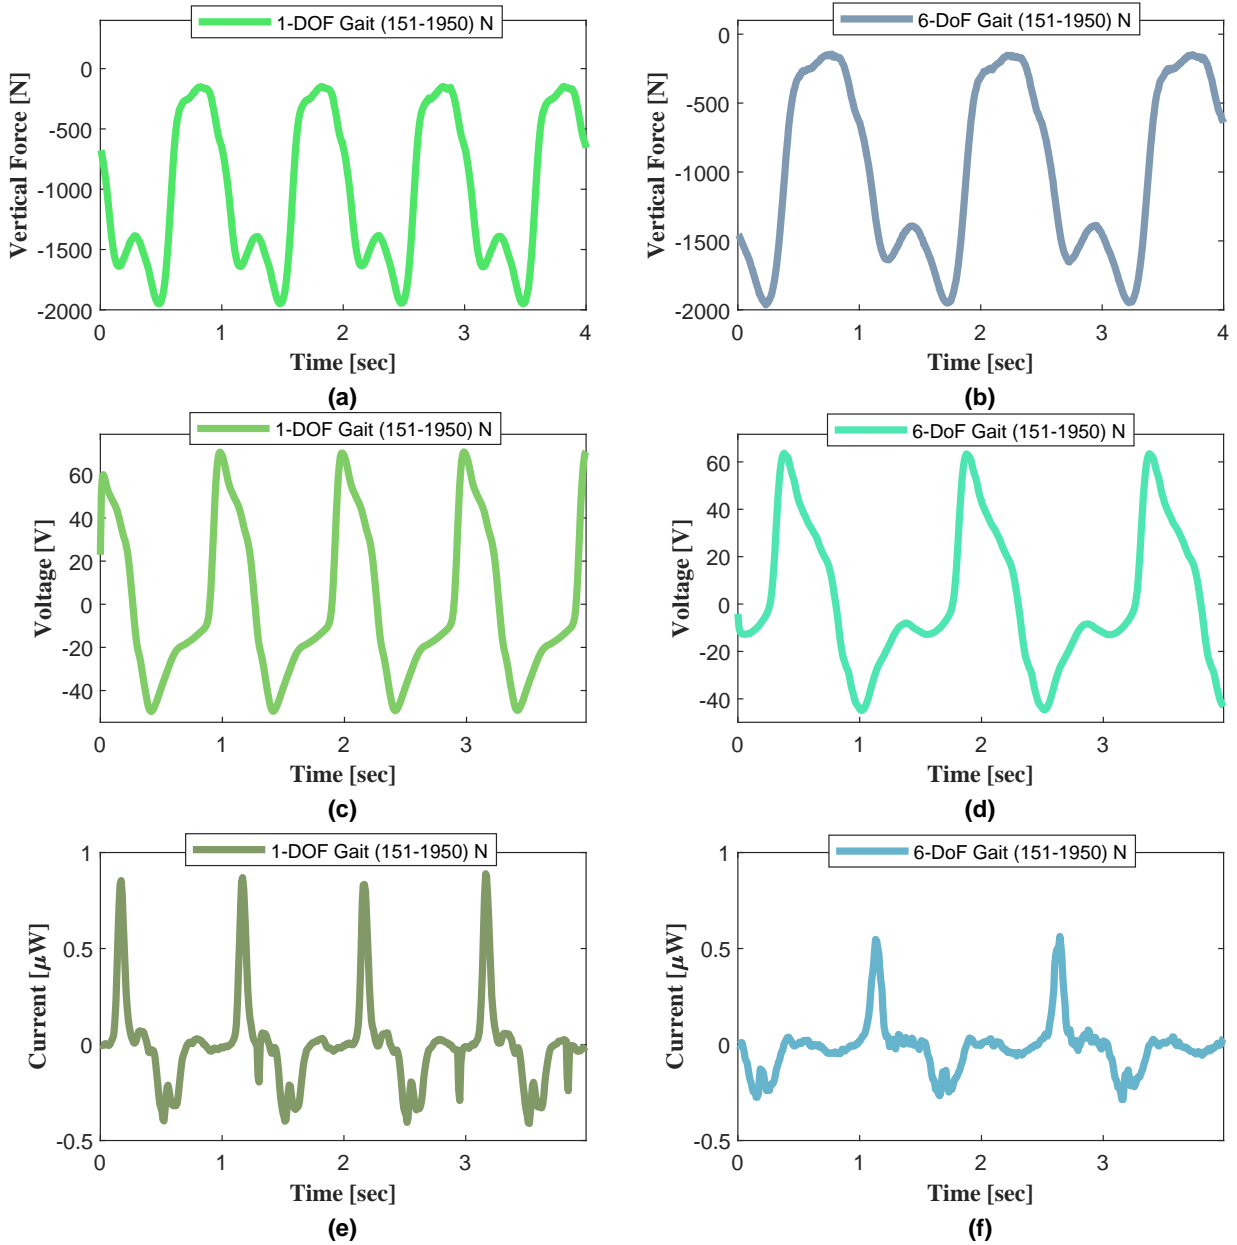 1-DOF Gait (151-1950) N
Vertical Force [N]
0
-500
-1000
-1500
-2000
0 1 2 3 4
Time [sec]
(a)
6-DoF Gait (151-1950) N
Vertical Force [N]
0
-500
-1000
-1500
-2000
0 1 2 3 4
Time [sec]
(b)
1-DOF Gait (151-1950) N
Voltage [V]
60
40
20
0
-20
-40
0 1 2 3
Time [sec]
(c)
6-DoF Gait (151-1950) N
Voltage [V]
60
40
20
0
-20
-40
0 1 2 3
Time [sec]
(d)
1-DOF Gait (151-1950) N
Current [μW]
1
0.5
0
-0.5
0 1 2 3
Time [sec]
(e)
6-DoF Gait (151-1950) N
Current [μW]
1
0.5
0
-0.5
0 1 2 3
Time [sec]
(f)